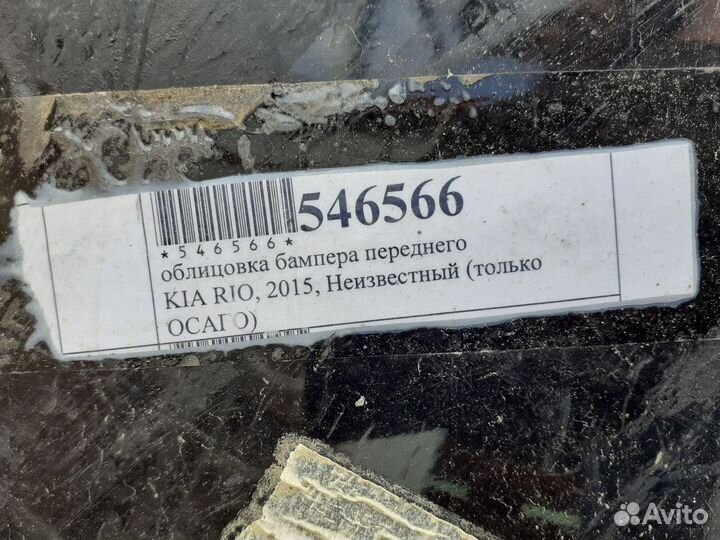 546566
*546566*
облицовка бампера переднего
KIA RIO, 2015, Неизвестный (только
ОСАГО)
Avito